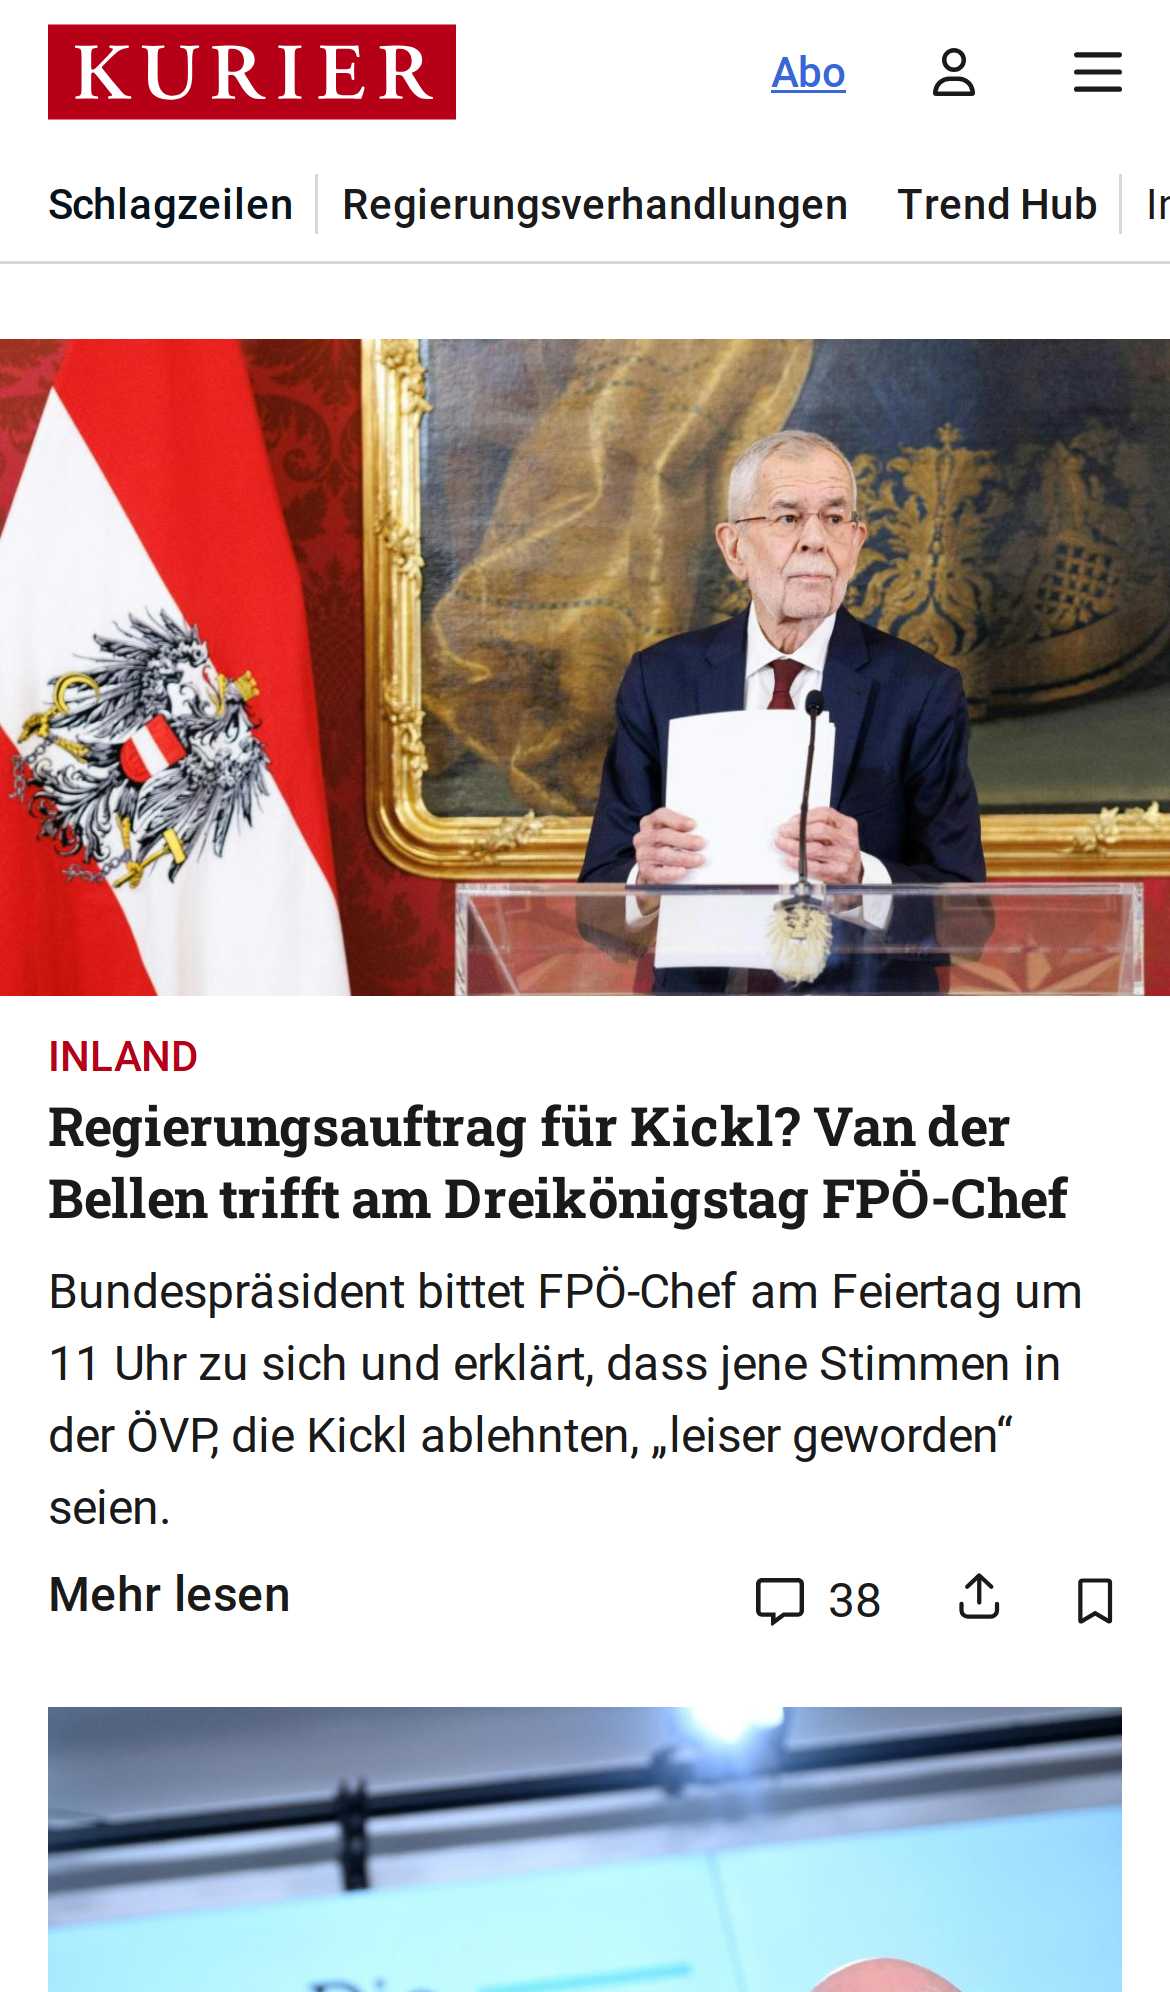 KURIER
Abo
Schlagzeilen
Regierungsverhandlungen
Trend Hub
Regierungsauftrag für Kickl? Van der
Bellen trifft am Dreikönigstag FPÖ-Chef
INLAND
Bundespräsident bittet FPÖ-Chef am Feiertag um
11 Uhr zu sich und erklärt, dass jene Stimmen in
der ÖVP, die Kickl ablehnten, „leiser geworden“
seien.
Mehr lesen
38